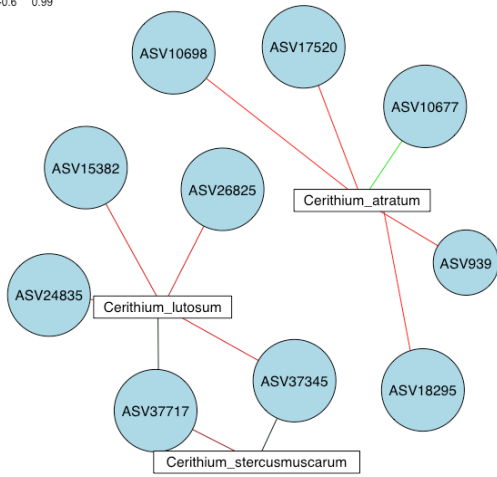 -0.6 0.99
ASV10698
ASV17520
ASV10677
ASV15382
ASV26825
Cerithium_atratum
ASV939
ASV24835
Cerithium_lutosum
ASV37345
ASV18295
ASV37717
Cerithium_stercusmuscarum